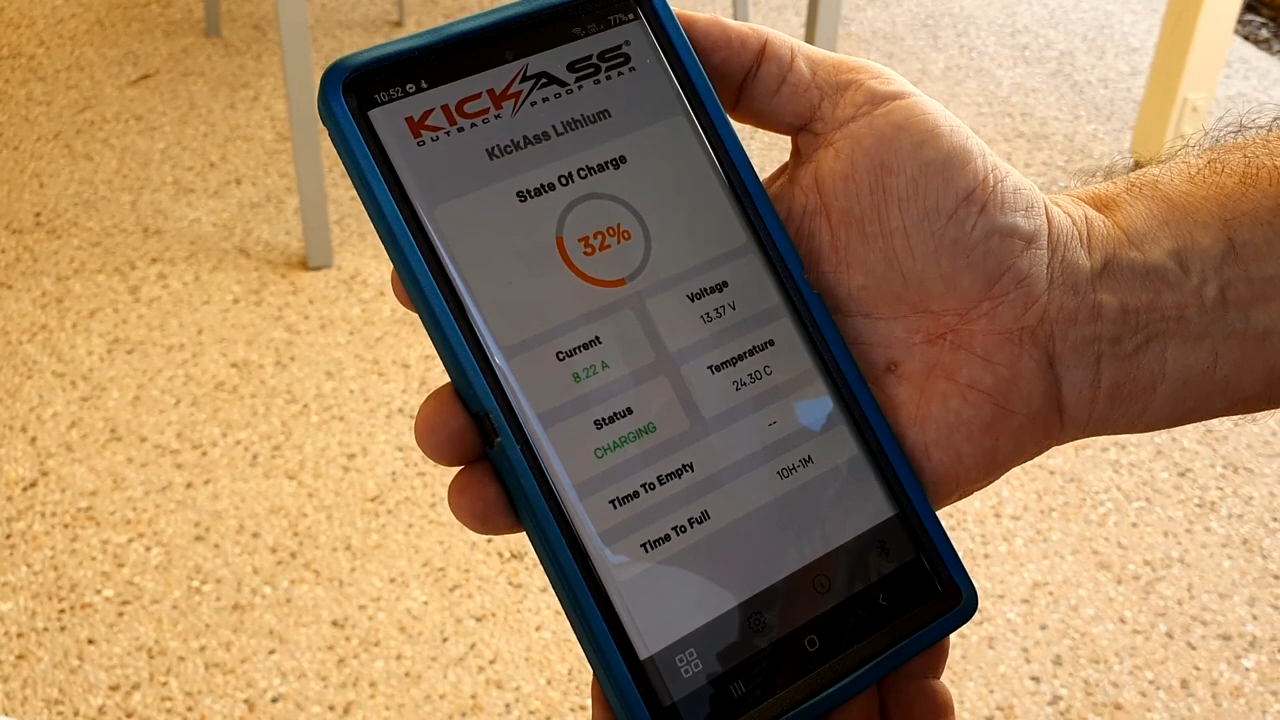 10:52
77%
KICKASS®
OUTBACK PROOF GEAR
KickAss Lithium
State Of Charge
32%
Current
8.22 A
Voltage
13.37 V
Status
CHARGING
Temperature
24.30 C
Time To Empty
--
Time To Full
10H-1M